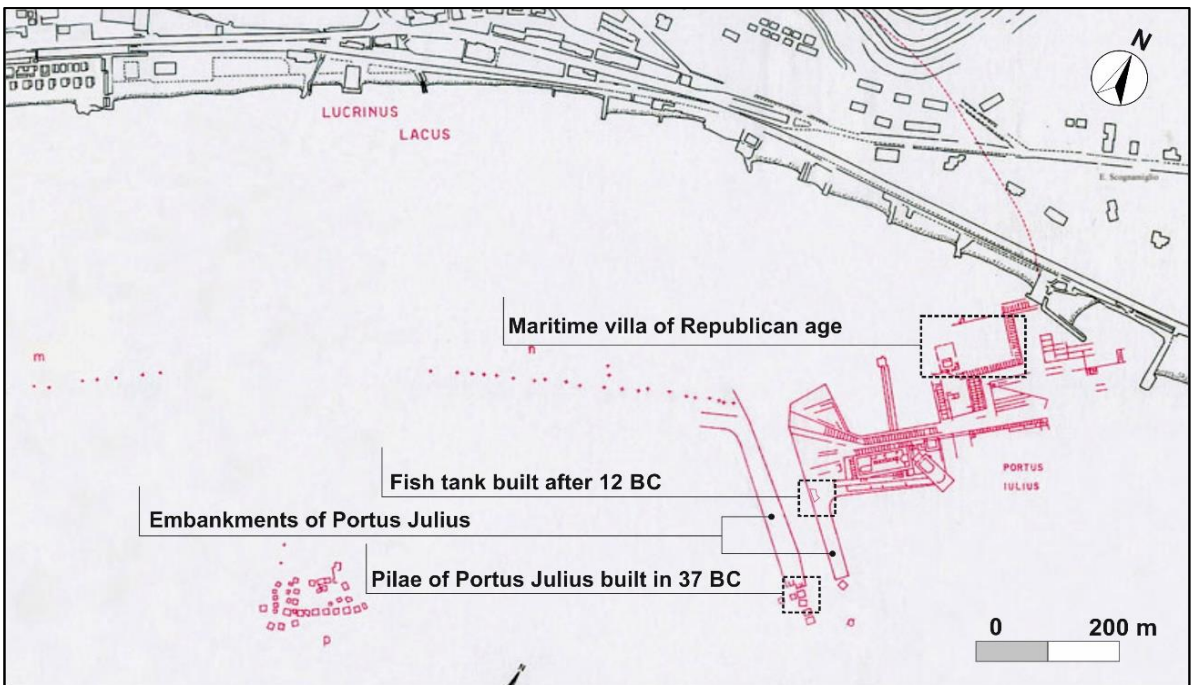 N
LUCRINUS
LACUS
E. Scognamiglio
Maritime villa of Republican age
m
n
PORTUS
IULIUS
Fish tank built after 12 BC
Embankments of Portus Julius
Pilae of Portus Julius built in 37 BC
p
0 200 m